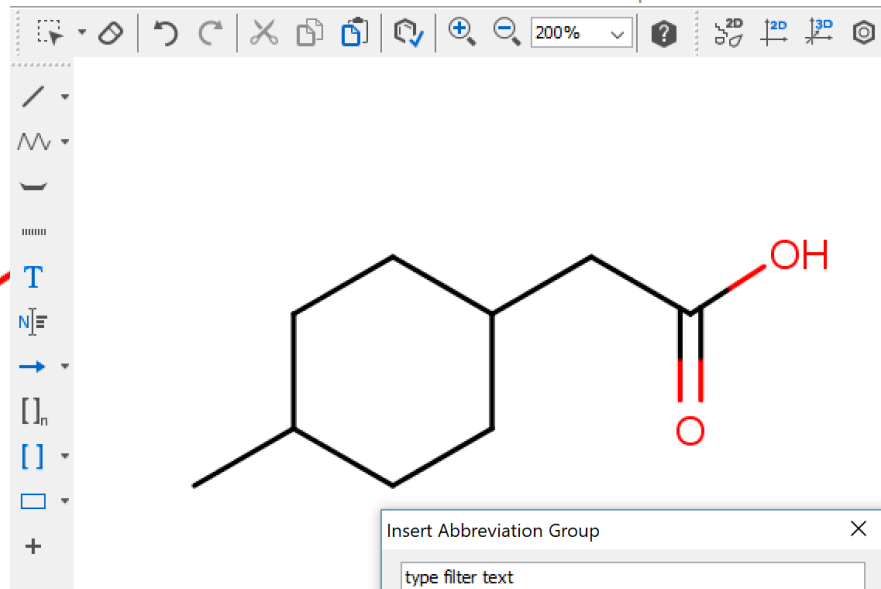 200%
?
2D
2D
3D
T
N
[ ]n
[ ]
OH
O
Insert Abbreviation Group
type filter text